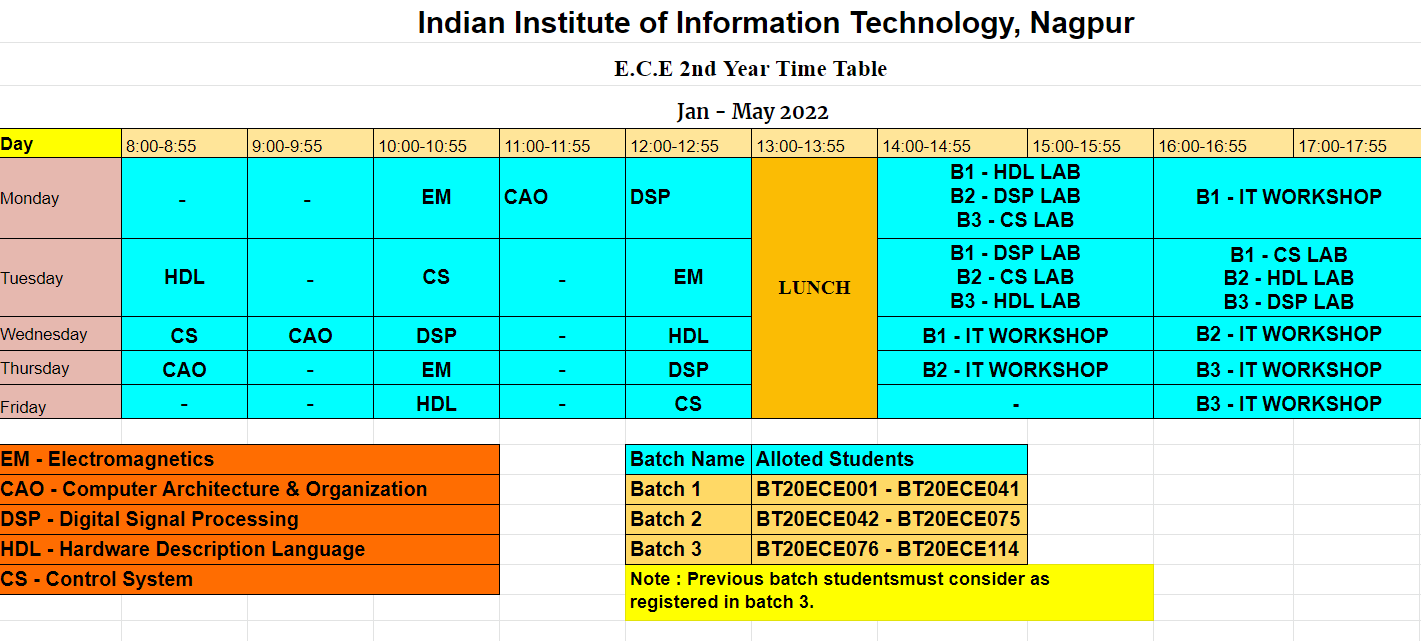 Indian Institute of Information Technology, Nagpur
E.C.E 2nd Year Time Table
Jan - May 2022
Day 8:00-8:55 9:00-9:55 10:00-10:55 11:00-11:55 12:00-12:55 13:00-13:55 14:00-14:55 15:00-15:55 16:00-16:55 17:00-17:55
Monday - - EM CAO DSP B1 - HDL LAB
B2 - DSP LAB
B3 - CS LAB
B1 - IT WORKSHOP
Tuesday HDL - CS - EM LUNCH B1 - DSP LAB
B2 - CS LAB
B3 - HDL LAB
B1 - CS LAB
B2 - HDL LAB
B3 - DSP LAB
Wednesday CS CAO DSP - HDL B1 - IT WORKSHOP B2 - IT WORKSHOP
Thursday CAO - EM - DSP B2 - IT WORKSHOP B3 - IT WORKSHOP
Friday - - HDL - CS - B3 - IT WORKSHOP
EM - Electromagnetics
CAO - Computer Architecture & Organization
DSP - Digital Signal Processing
HDL - Hardware Description Language
CS - Control System
Batch Name Alloted Students
Batch 1 BT20ECE001 - BT20ECE041
Batch 2 BT20ECE042 - BT20ECE075
Batch 3 BT20ECE076 - BT20ECE114
Note : Previous batch studentsmust consider as
registered in batch 3.